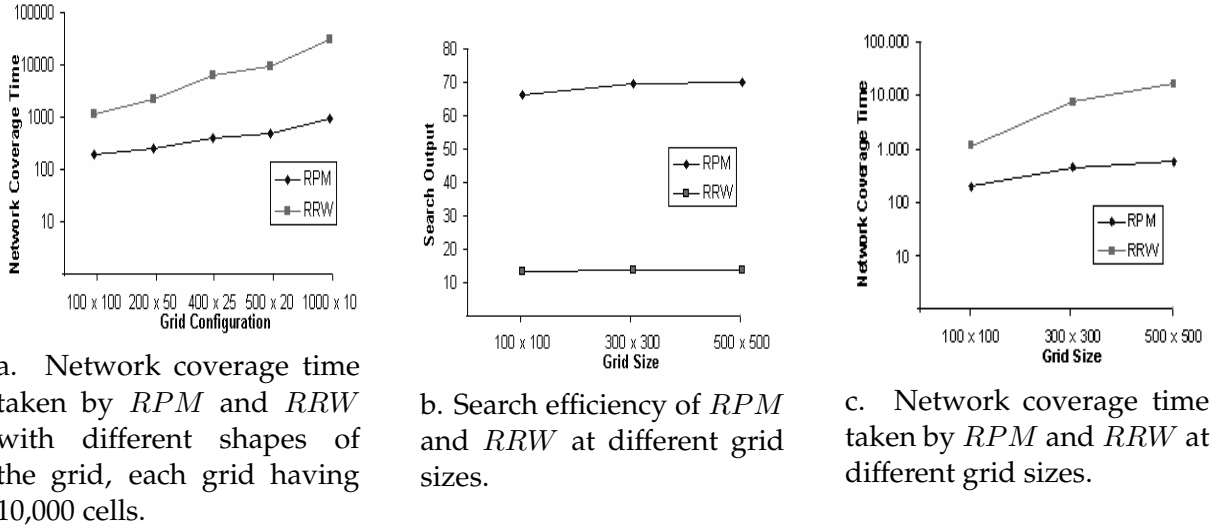 100000
10000
1000
100
10
Network Coverage Time
RPM
RRW
100 x 100 200 x 50 400 x 25 500 x 20 1000 x 10
Grid Configuration
a. Network coverage time
taken by RPM and RRW
with different shapes of
the grid, each grid having
10,000 cells.
80
70
60
50
40
30
20
10
Search Output
RPM
RRW
100 x 100 300 x 300 500 x 500
Grid Size
b. Search efficiency of RPM
and RRW at different grid
sizes.
100.000
10.000
1.000
100
10
Network Coverage Time
RPM
RRW
100 x 100 300 x 300 500 x 500
Grid Size
c. Network coverage time
taken by RPM and RRW at
different grid sizes.